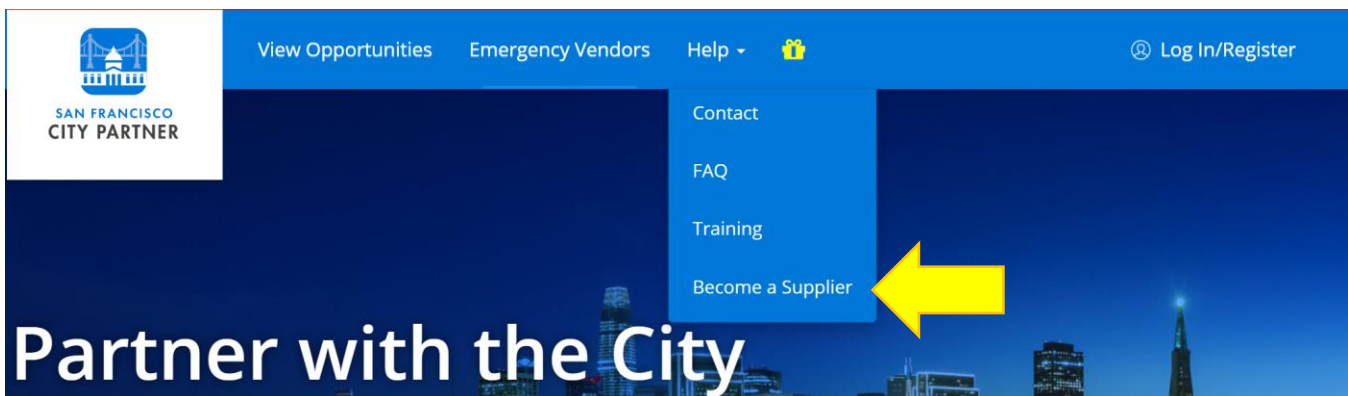 SAN FRANCISCO
CITY PARTNER
View Opportunities
Emergency Vendors
Help
Log In/Register
Contact
FAQ
Training
Become a Supplier
Partner with the City